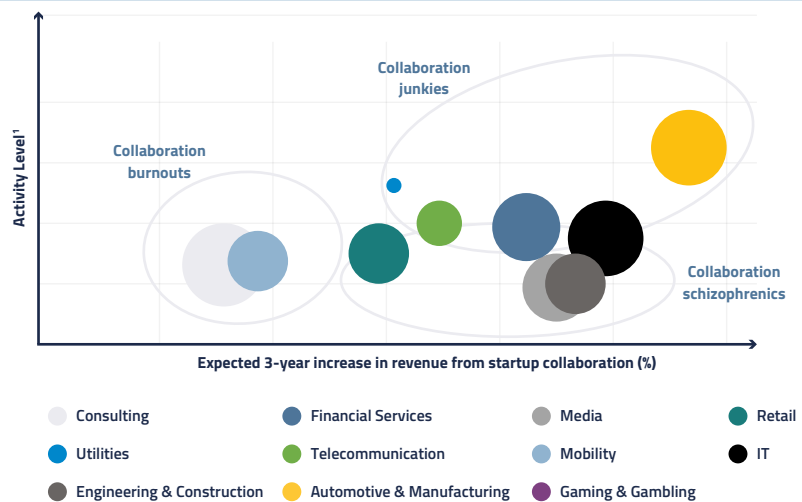 Collaboration
junkies
Collaboration
burnouts
Activity Level¹
Collaboration
schizophrenics
Expected 3-year increase in revenue from startup collaboration (%)
Consulting
Financial Services
Media
Retail
Utilities
Telecommunication
Mobility
IT
Engineering & Construction
Automotive & Manufacturing
Gaming & Gambling